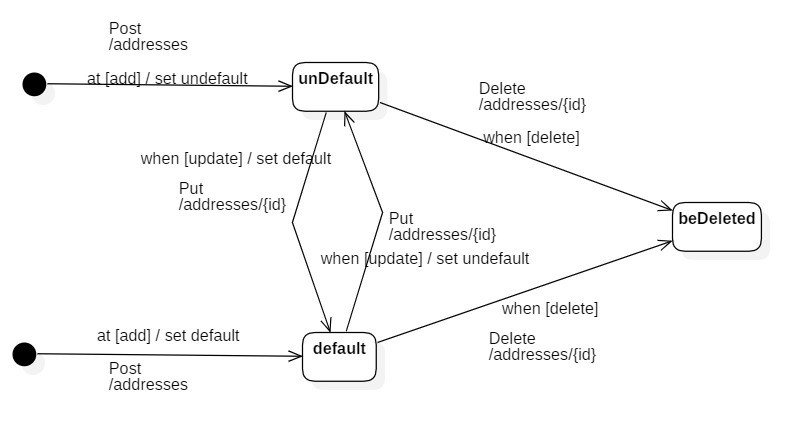 Post
/addresses
at [add] / set undefault
unDefault
Delete
/addresses/{id}
when [delete]
when [update] / set default
Put
/addresses/{id}
beDeleted
Put
/addresses/{id}
when [update] / set undefault
when [delete]
at [add] / set default
default
Delete
/addresses/{id}
Post
/addresses